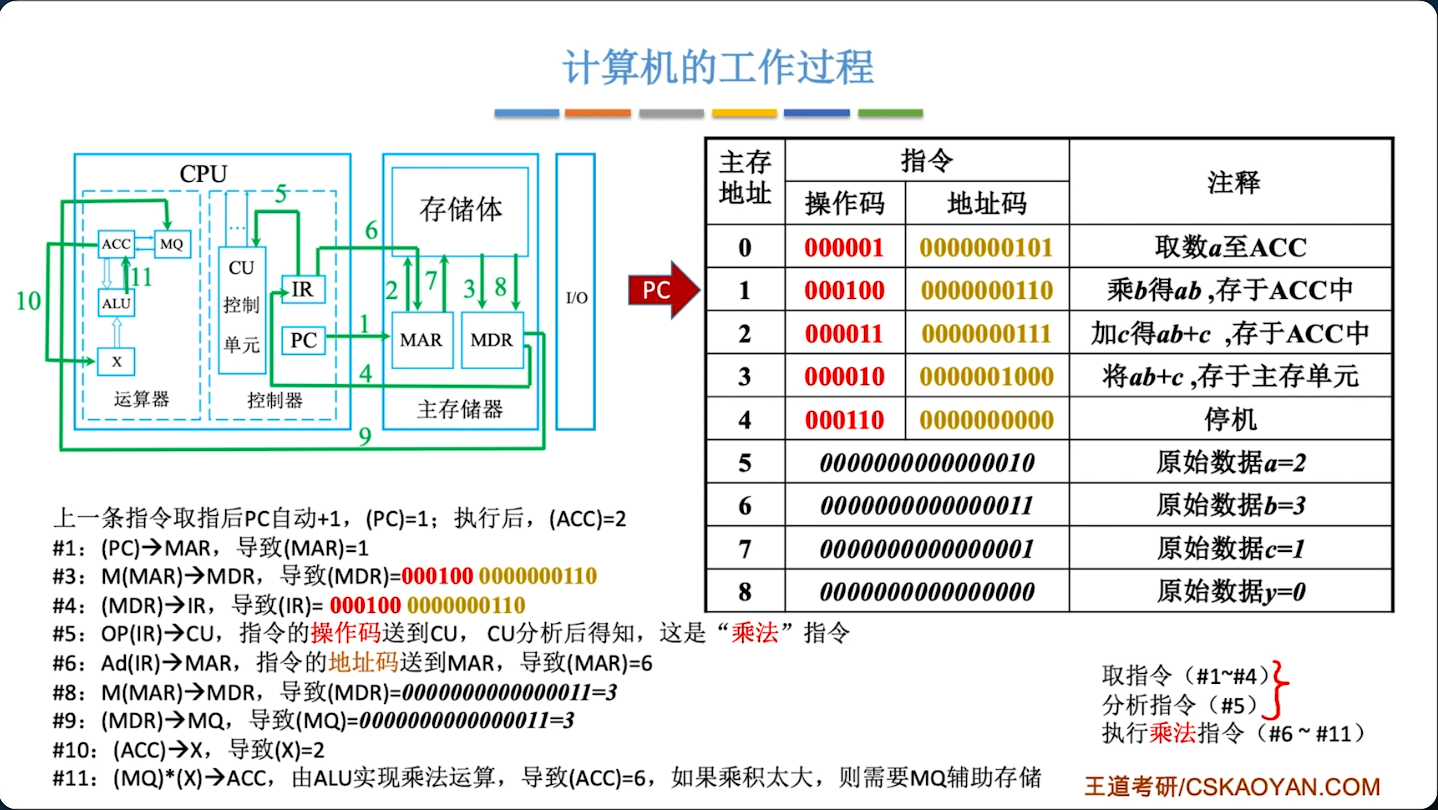 计算机的工作过程
CPU
ACC
MQ
ALU
X
运算器
…
CU
控制
单元
IR
PC
控制器
存储体
MAR
MDR
主存储器
I/O
1
2
3
4
5
6
7
8
9
10
11
PC
主存地址 指令 注释
操作码 地址码
0 000001 0000000101 取数a至ACC
1 000100 0000000110 乘b得ab ,存于ACC中
2 000011 0000000111 加c得ab+c ,存于ACC中
3 000010 0000001000 将ab+c ,存于主存单元
4 000110 0000000000 停机
5 0000000000000010 原始数据a=2
6 0000000000000011 原始数据b=3
7 0000000000000001 原始数据c=1
8 0000000000000000 原始数据y=0
上一条指令取指后PC自动+1，(PC)=1；执行后，(ACC)=2
#1：(PC)→MAR，导致(MAR)=1
#3：M(MAR)→MDR，导致(MDR)=000100 0000000110
#4：(MDR)→IR，导致(IR)= 000100 0000000110
#5：OP(IR)→CU，指令的操作码送到CU， CU分析后得知，这是“乘法”指令
#6：Ad(IR)→MAR，指令的地址码送到MAR，导致(MAR)=6
#8：M(MAR)→MDR，导致(MDR)=0000000000000011=3
#9：(MDR)→MQ，导致(MQ)=0000000000000011=3
#10：(ACC)→X，导致(X)=2
#11：(MQ)*(X)→ACC，由ALU实现乘法运算，导致(ACC)=6，如果乘积太大，则需要MQ辅助存储
取指令（#1~#4）
分析指令（#5）
执行乘法指令（#6 ~ #11）
王道考研/CSKAOYAN.COM